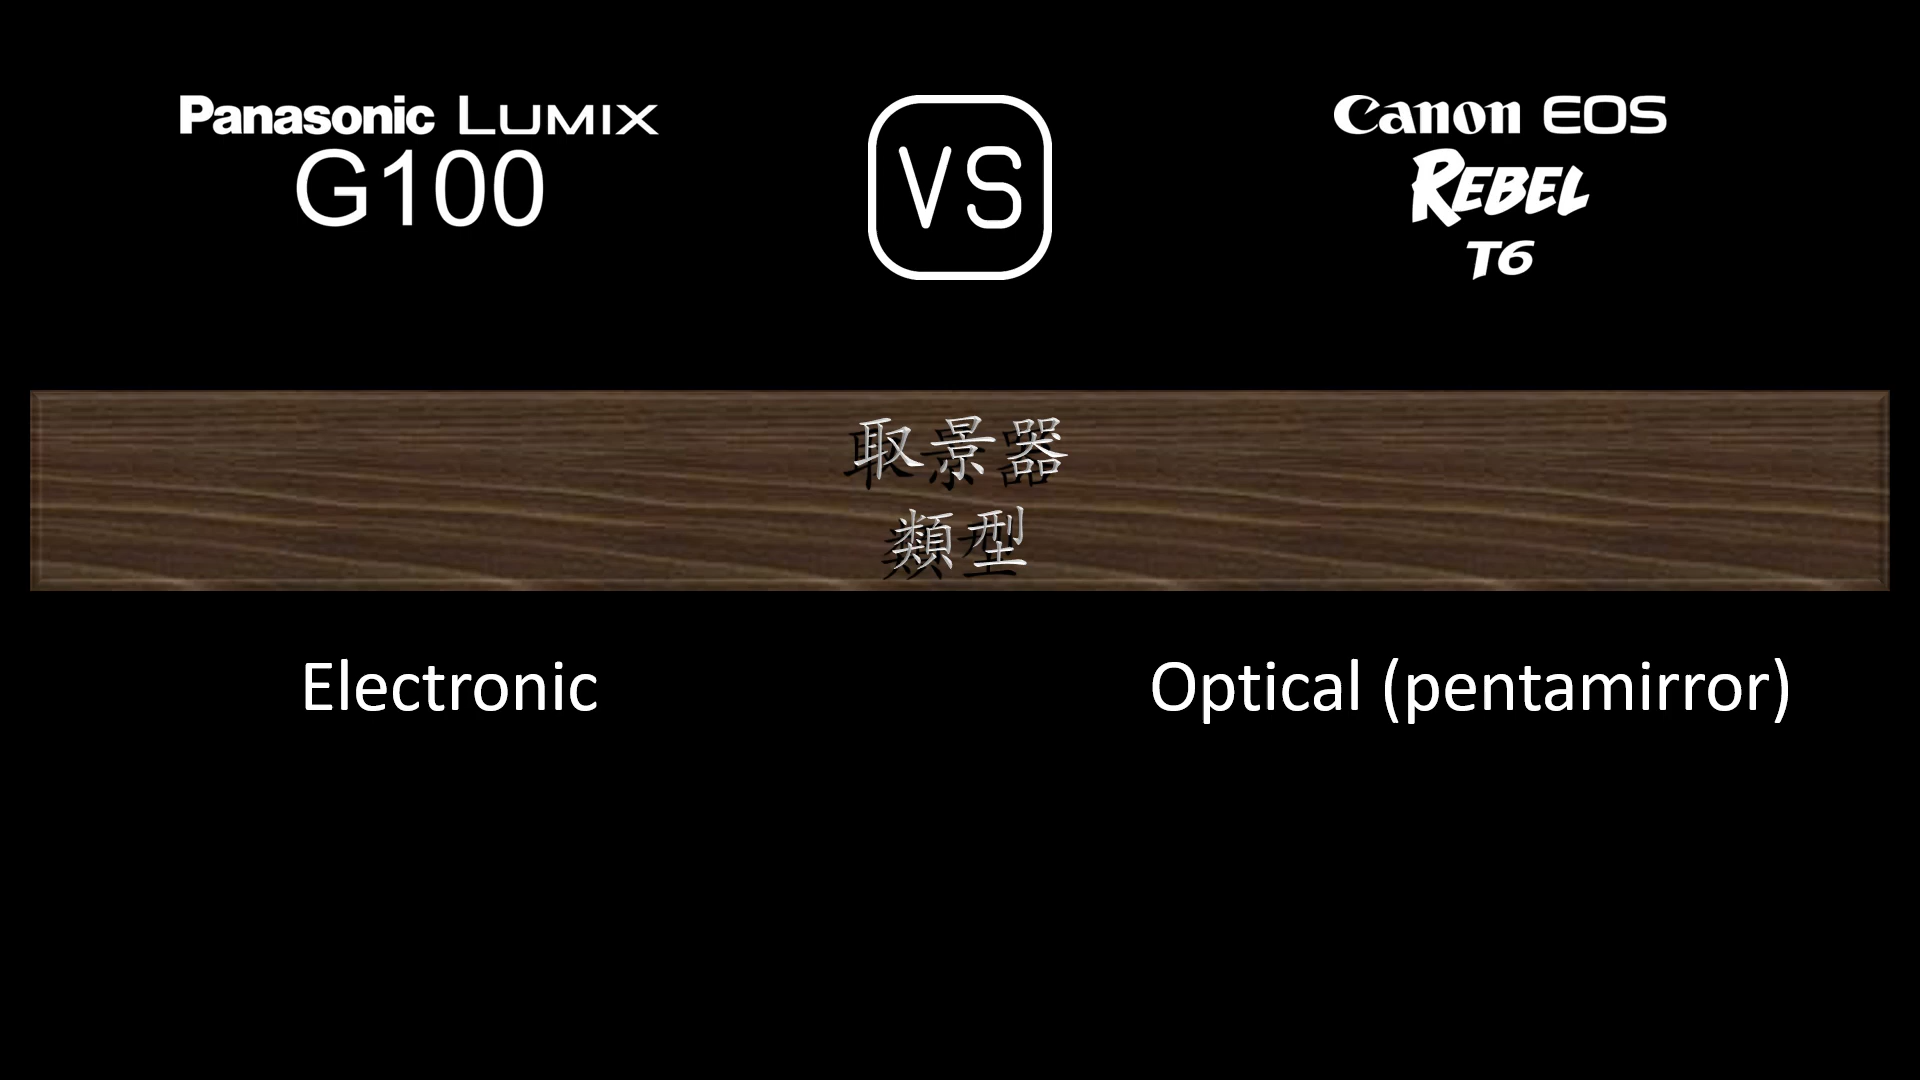 Panasonic LUMIX
G100
VS
Canon EOS
REBEL
T6
取景器
類型
Electronic
Optical (pentamirror)